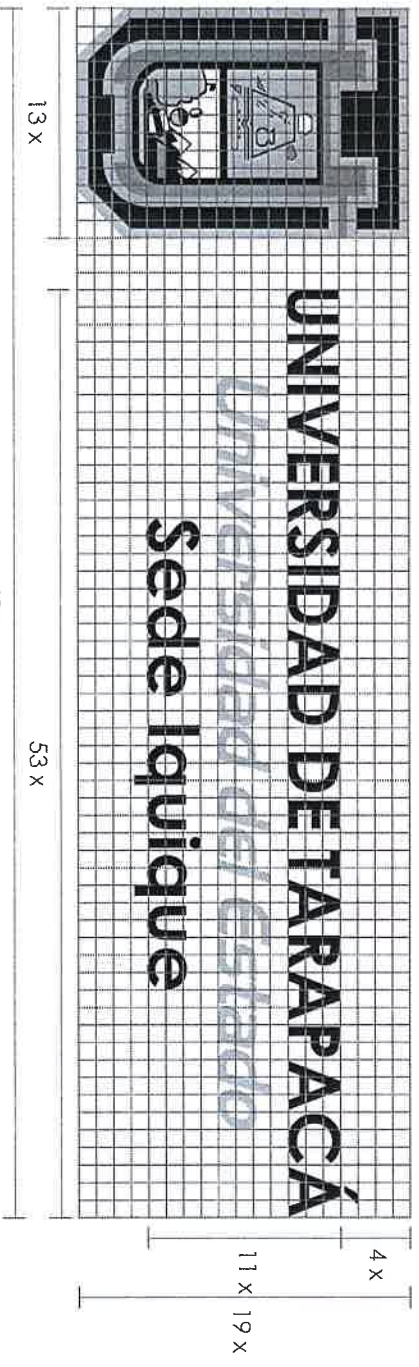 UNIVERSIDAD DE TARAPACÁ
Universidad del Estado
Sede Iquique
4 x
11 x
19 x
13 x
53 x